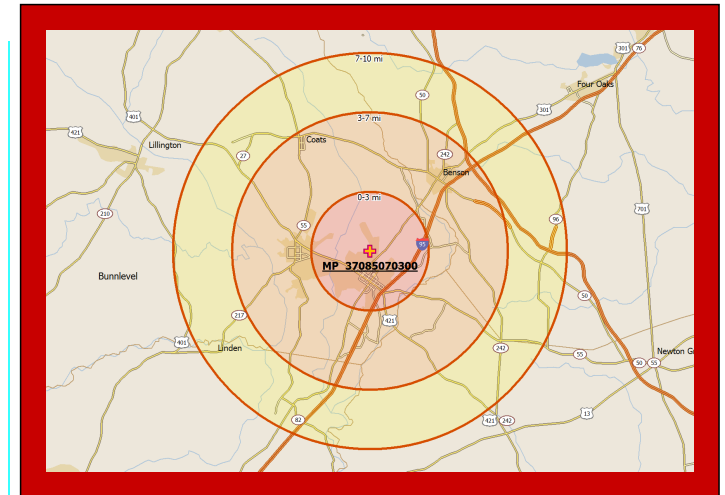 7-10 mi
301
76
Four Oaks
50
301
401
3-7 mi
421
Coats
Lillington
242
27
Benson
0-3 mi
210
701
96
55
95
MP_37085070300
Bunnlevel
50
217
421
401
Linden
242
55
Newton G
50
55
13
82
421
242